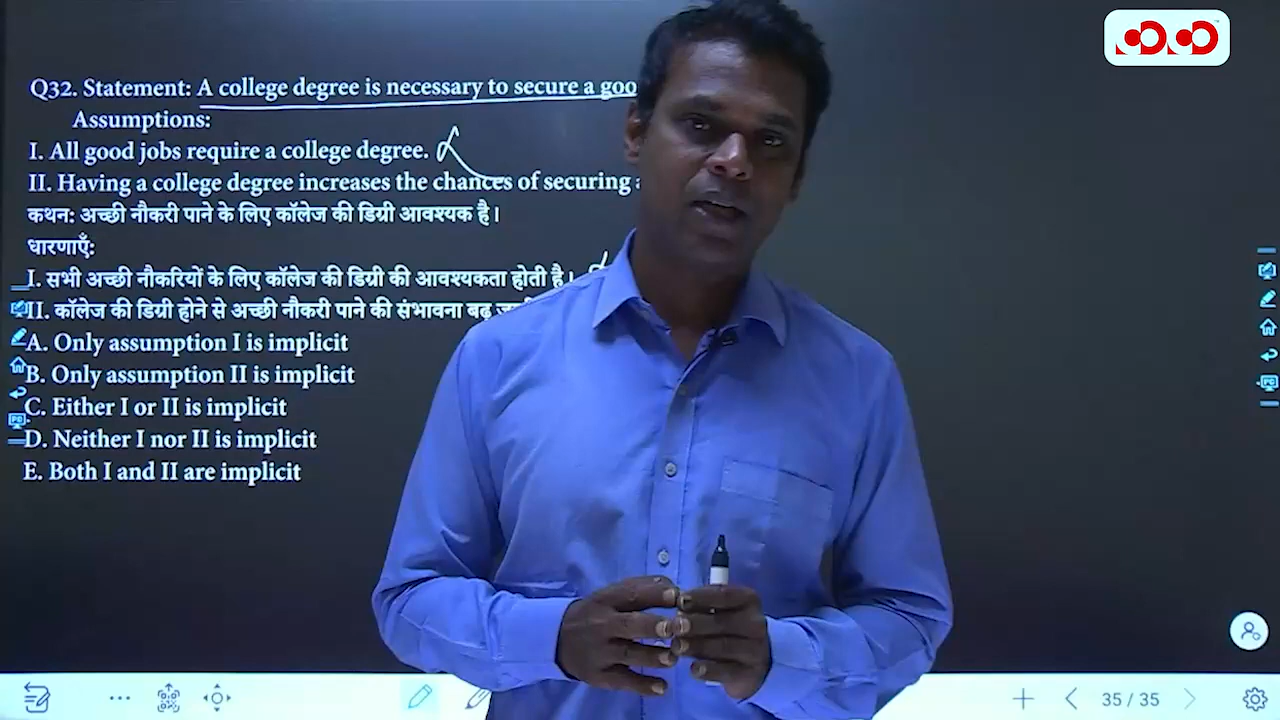 Q32. Statement: A college degree is necessary to secure a goo
Assumptions:
I. All good jobs require a college degree.
II. Having a college degree increases the chances of securing
कथन: अच्छी नौकरी पाने के लिए कॉलेज की डिग्री आवश्यक है।
धारणाएँ:
I. सभी अच्छी नौकरियों के लिए कॉलेज की डिग्री की आवश्यकता होती है।
II. कॉलेज की डिग्री होने से अच्छी नौकरी पाने की संभावना बढ़
A. Only assumption I is implicit
B. Only assumption II is implicit
C. Either I or II is implicit
D. Neither I nor II is implicit
E. Both I and II are implicit
35 / 35